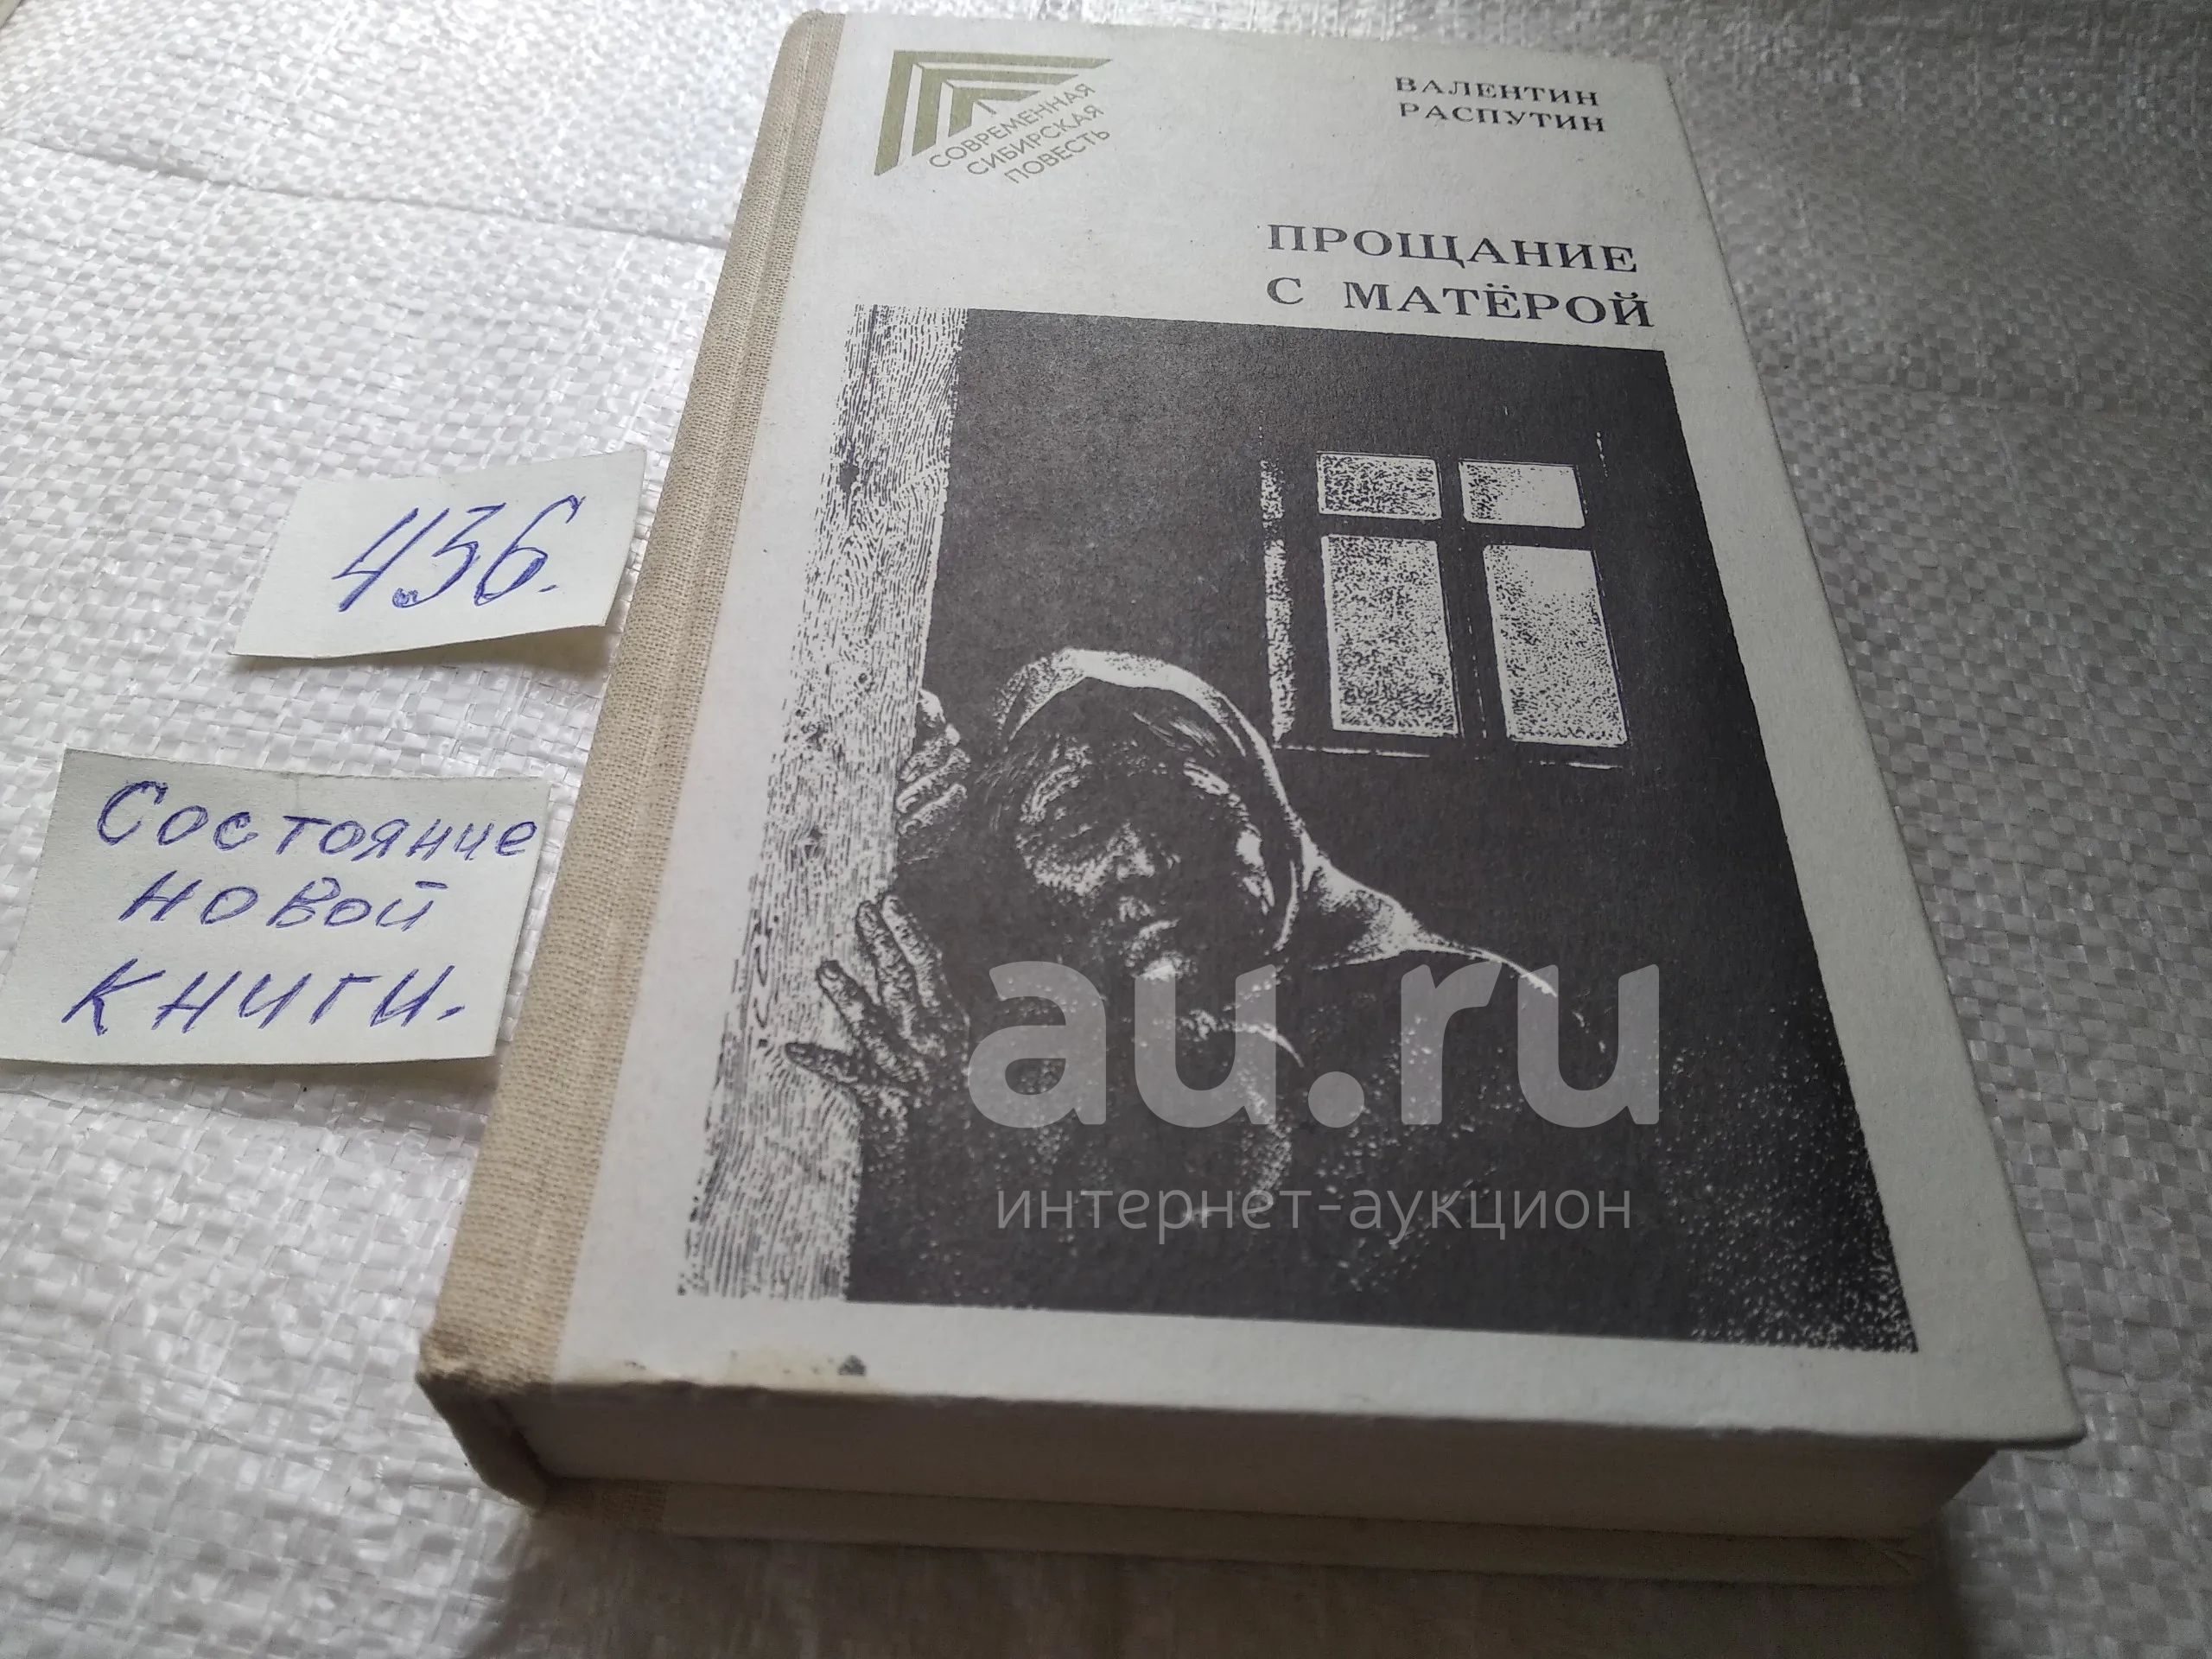 СОВРЕМЕННАЯ
СИБИРСКАЯ
ПОВЕСТЬ
ВАЛЕНТИН
РАСПУТИН
ПРОЩАНИЕ
С МАТЁРОЙ
436.
Состояние
новой
книги.
au.ru
интернет-аукцион